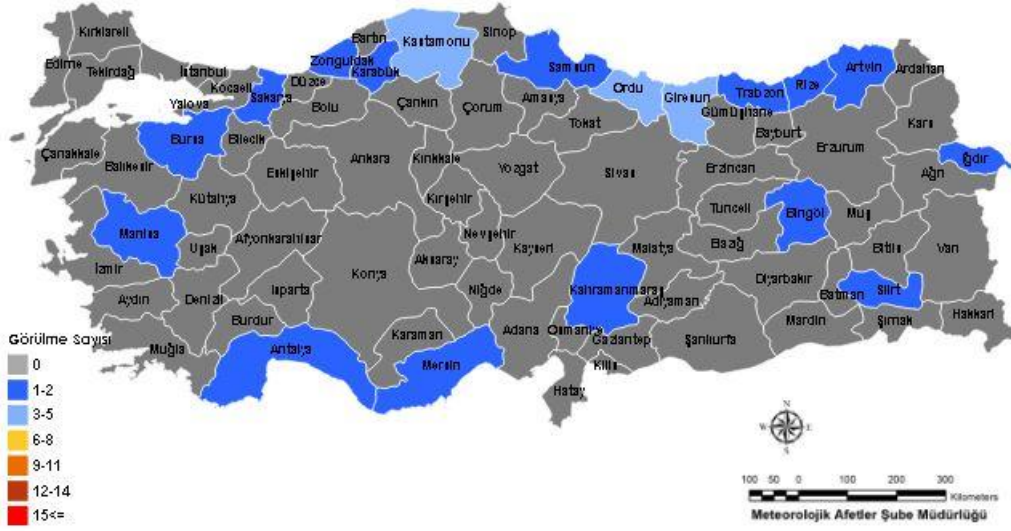 Kırklareli
Edirne
Tekirdağ
İstanbul
Kocaeli
Yalova
Sakarya
Düzce
Bolu
Zonguldak
Bartın
Karabük
Kastamonu
Sinop
Çankırı
Çorum
Samsun
Amasya
Tokat
Ordu
Giresun
Trabzon
Gümüşhane
Rize
Bayburt
Artvin
Ardahan
Kars
Erzurum
Iğdır
Ağrı
Çanakkale
Balıkesir
Bursa
Bilecik
Kütahya
Eskişehir
Ankara
Kırıkkale
Kırşehir
Yozgat
Sivas
Erzincan
Tunceli
Bingöl
Muş
Bitlis
Van
Manisa
Uşak
Afyonkarahisar
İzmir
Aydın
Denizli
Isparta
Burdur
Muğla
Antalya
Konya
Aksaray
Nevşehir
Niğde
Kayseri
Karaman
Mersin
Adana
Osmaniye
Kahramanmaraş
Malatya
Elazığ
Adıyaman
Gaziantep
Kilis
Hatay
Şanlıurfa
Diyarbakır
Mardin
Batman
Siirt
Şırnak
Hakkari
Görülme Sayısı
0
1-2
3-5
6-8
9-11
12-14
15<=
N
W
E
S
100 50 0 100 200 300
Kilometers
Meteorolojik Afetler Şube Müdürlüğü